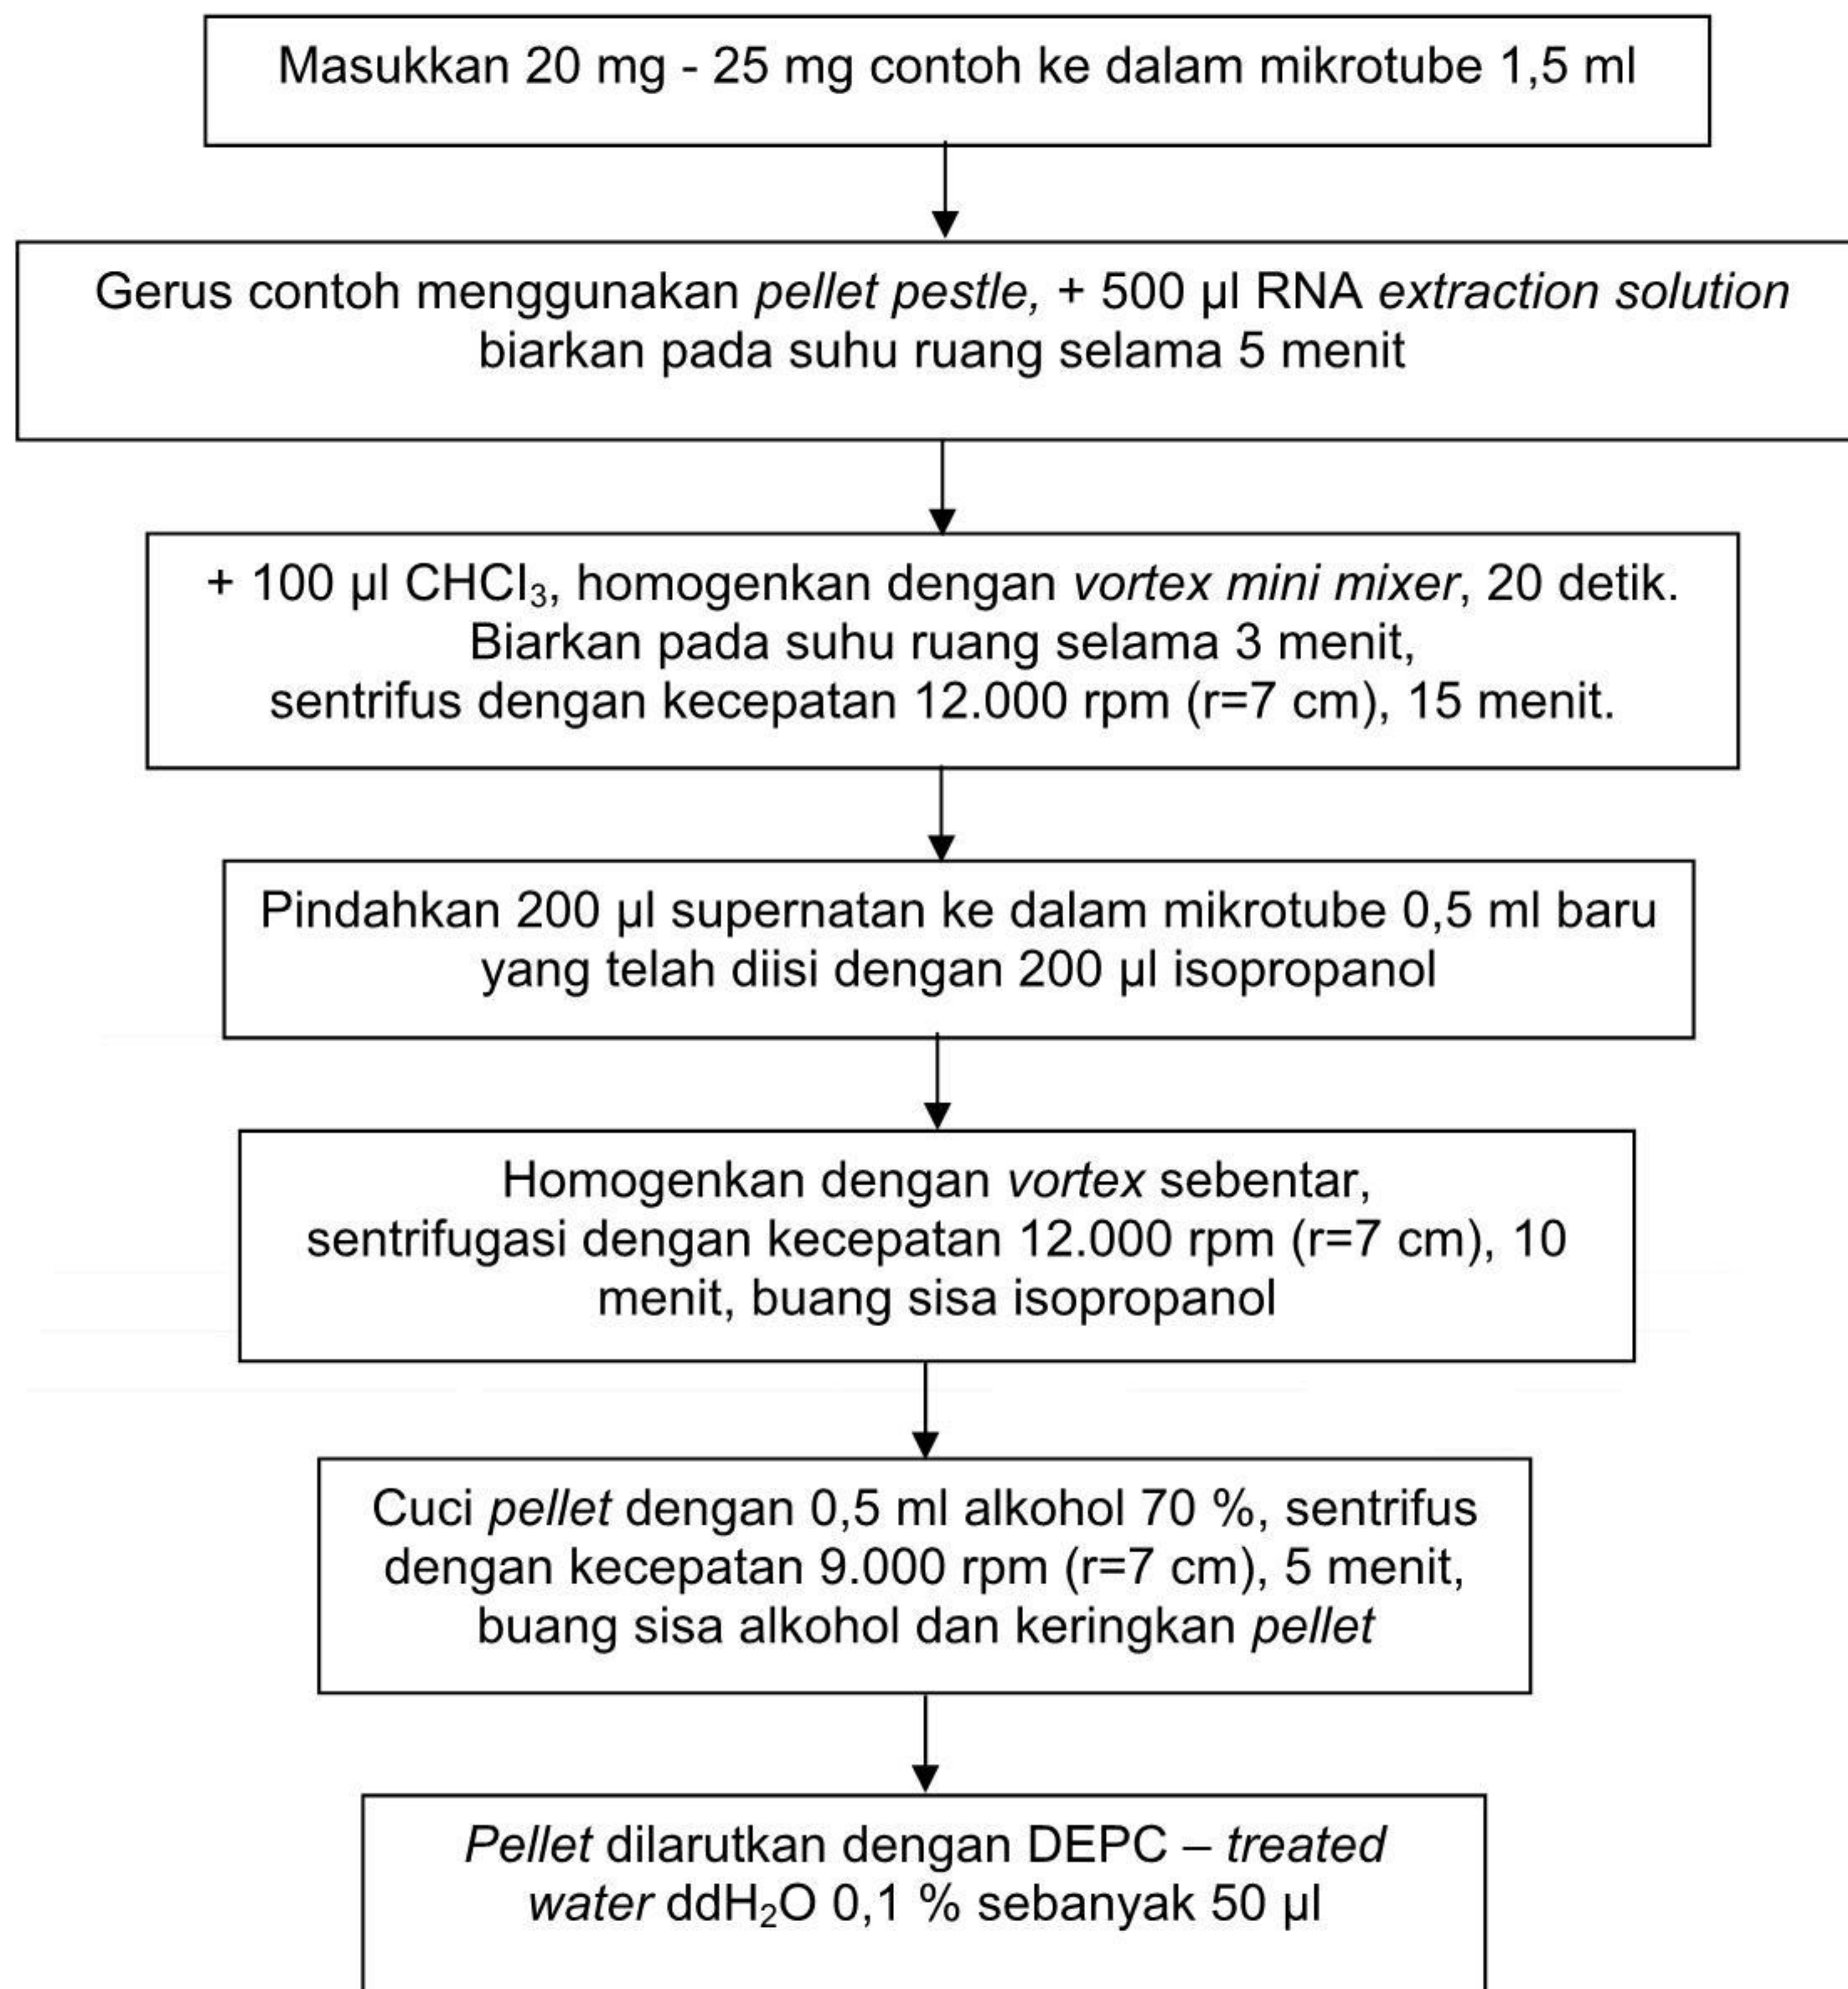 Masukkan 20 mg - 25 mg contoh ke dalam mikrotube 1,5 ml
Gerus contoh menggunakan pellet pestle, + 500 µl RNA extraction solution
biarkan pada suhu ruang selama 5 menit
+ 100 µl CHCl₃, homogenkan dengan vortex mini mixer, 20 detik.
Biarkan pada suhu ruang selama 3 menit,
sentrifus dengan kecepatan 12.000 rpm (r=7 cm), 15 menit.
Pindahkan 200 µl supernatan ke dalam mikrotube 0,5 ml baru
yang telah diisi dengan 200 µl isopropanol
Homogenkan dengan vortex sebentar,
sentrifugasi dengan kecepatan 12.000 rpm (r=7 cm), 10
menit, buang sisa isopropanol
Cuci pellet dengan 0,5 ml alkohol 70 %, sentrifus
dengan kecepatan 9.000 rpm (r=7 cm), 5 menit,
buang sisa alkohol dan keringkan pellet
Pellet dilarutkan dengan DEPC – treated
water ddH₂O 0,1 % sebanyak 50 µl